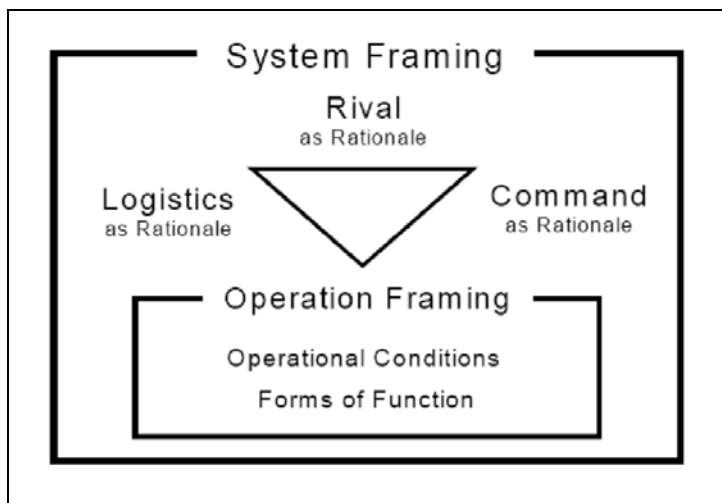 System Framing
Rival
as Rationale
Logistics
as Rationale
Command
as Rationale
Operation Framing
Operational Conditions
Forms of Function